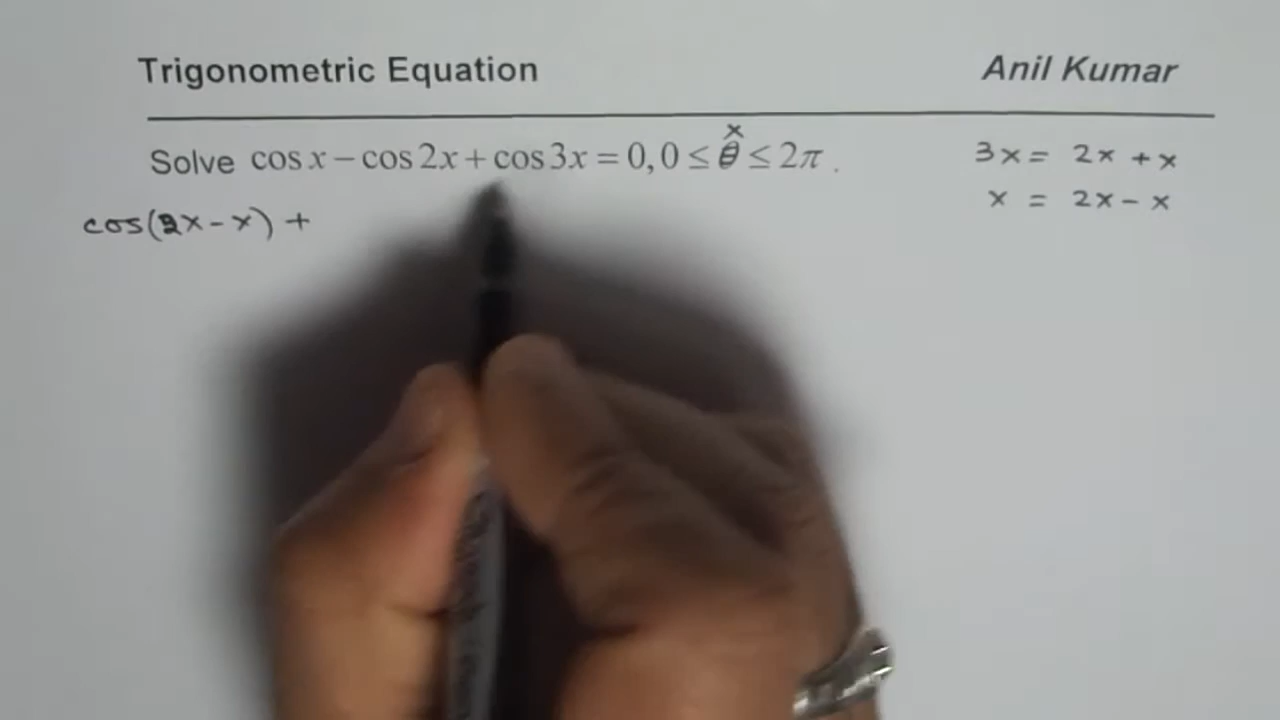 Trigonometric Equation Anil Kumar
Solve cos x − cos 2x + cos 3x = 0, 0 ≤ θ ≤ 2π . 3x = 2x + x
x
cos(2x − x) + x = 2x − x